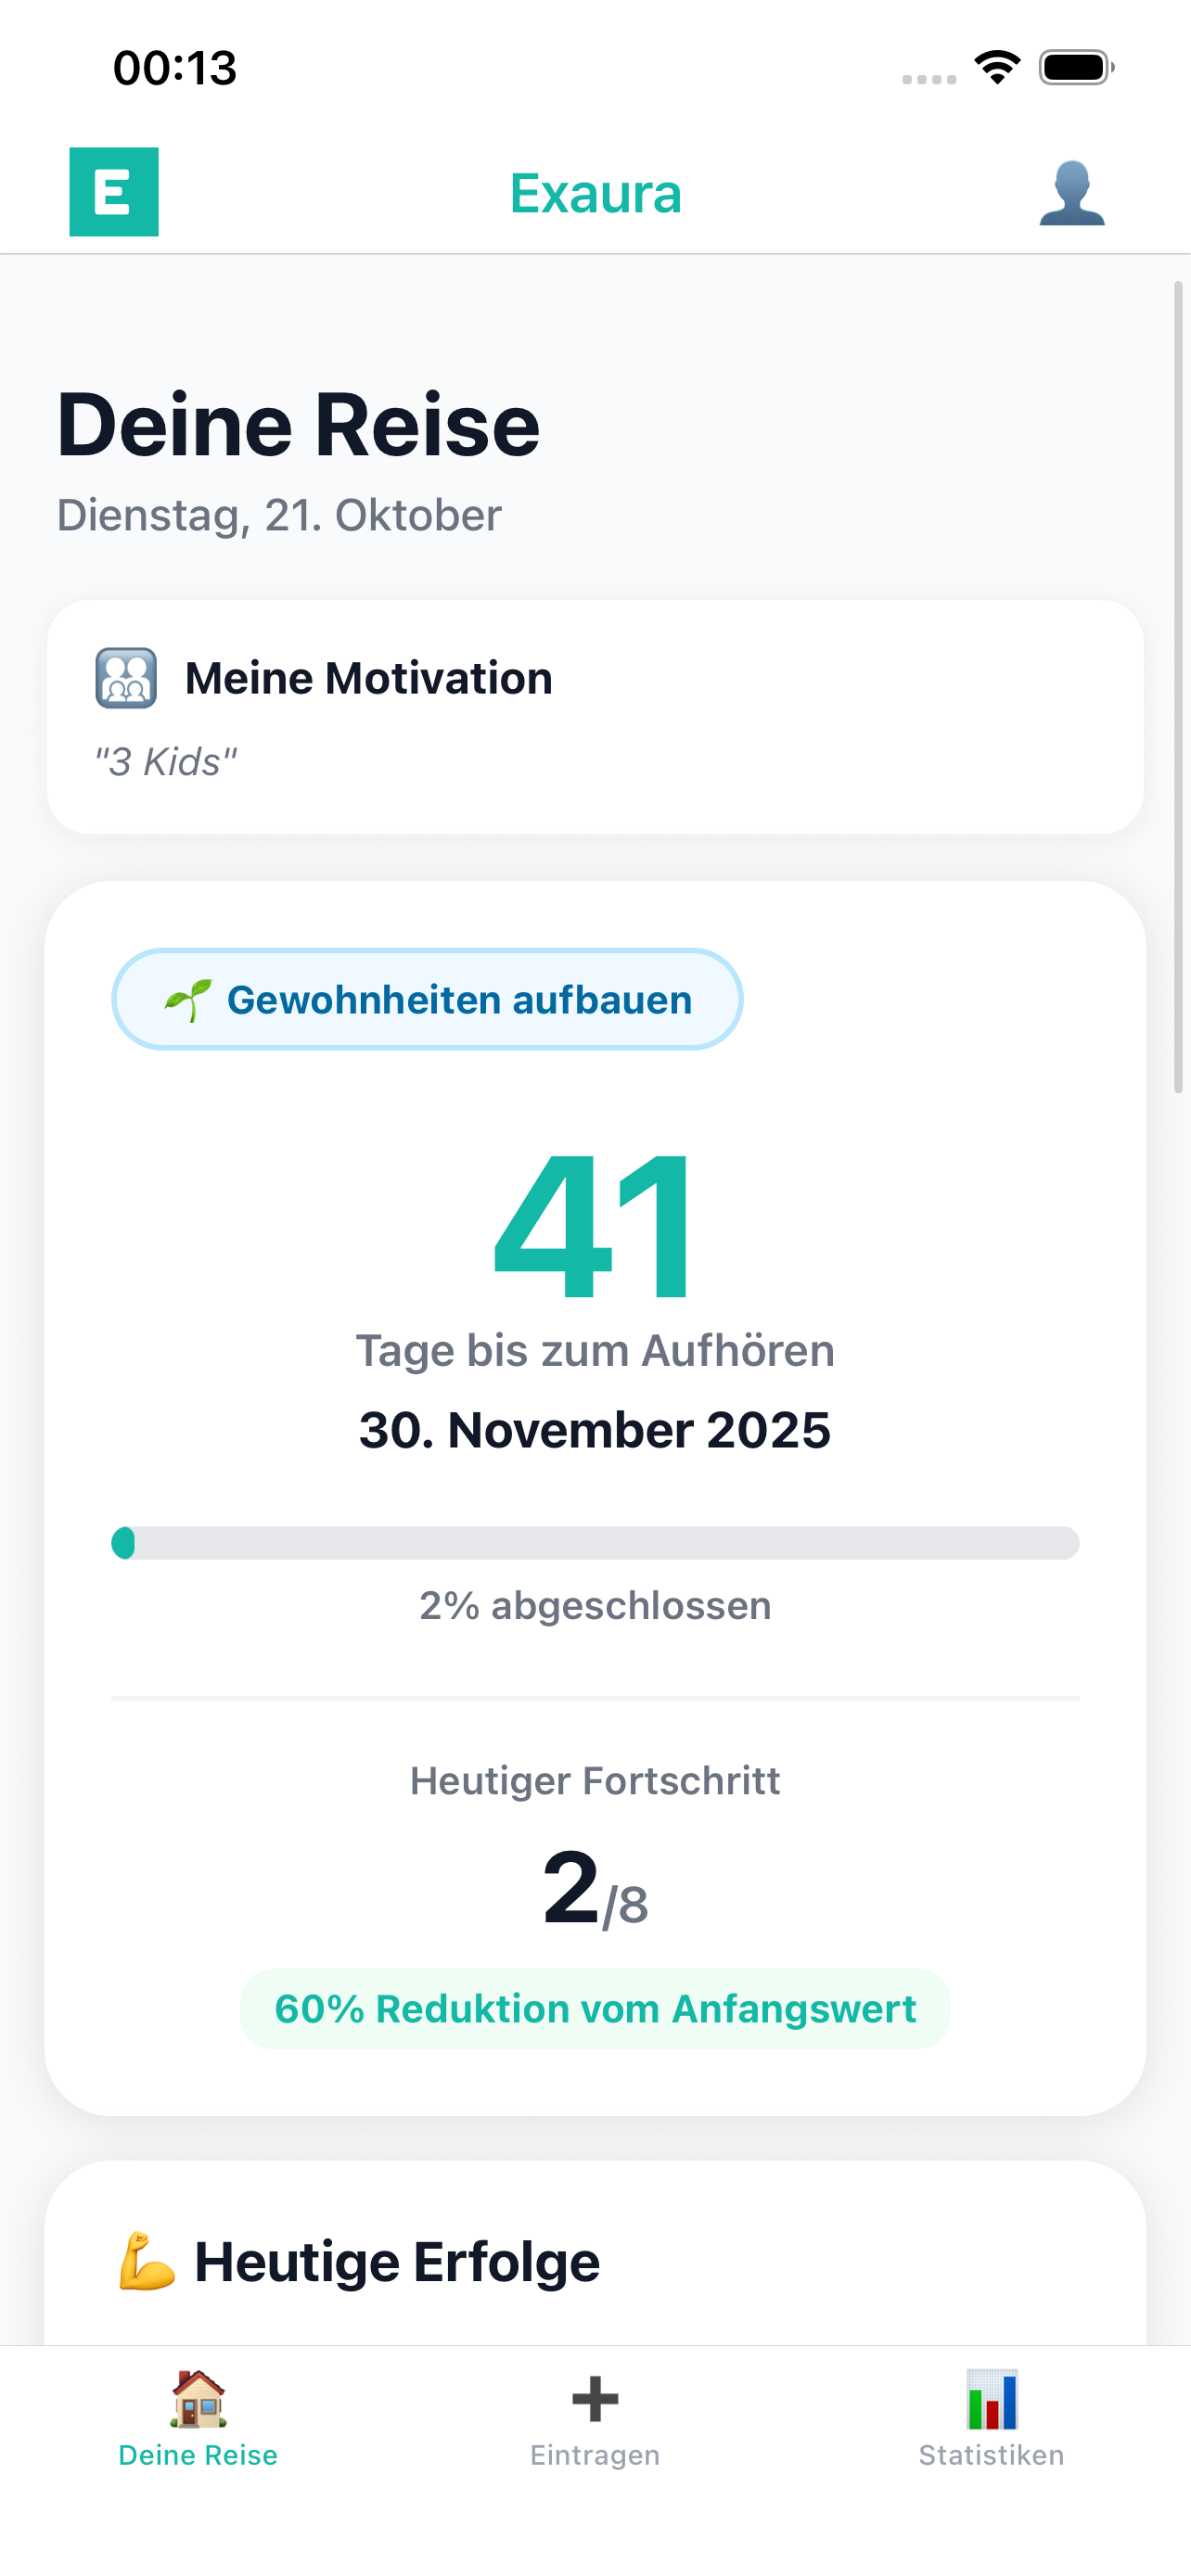 00:13
E
Exaura
Deine Reise
Dienstag, 21. Oktober
Meine Motivation
"3 Kids"
Gewohnheiten aufbauen
41
Tage bis zum Aufhören
30. November 2025
2% abgeschlossen
Heutiger Fortschritt
2/8
60% Reduktion vom Anfangswert
Heutige Erfolge
Deine Reise
Eintragen
Statistiken